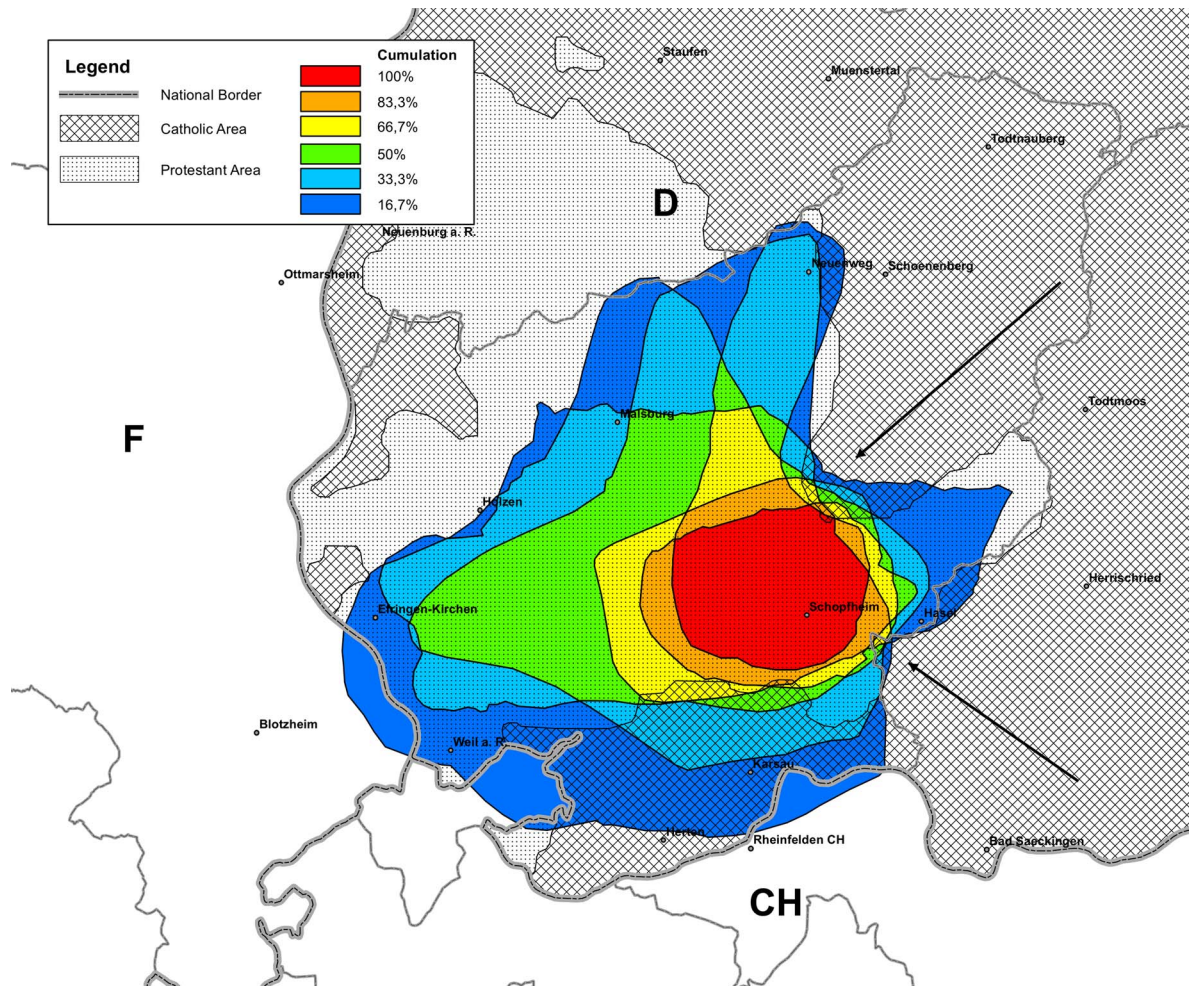 Legend
National Border
Catholic Area
Protestant Area
Cumulation
100%
83,3%
66,7%
50%
33,3%
16,7%
Staufen
Muenstertal
Todtnauberg
D
Neuenburg a. R.
Ottmarsheim
Neuenweg
Schoenenberg
Todtmoos
F
Malsburg
Holzen
Herrischried
Efringen-Kirchen
Schopfheim
Hasel
Blotzheim
Weil a. R.
Karsau
Herten
Rheinfelden CH
Bad Saeckingen
CH